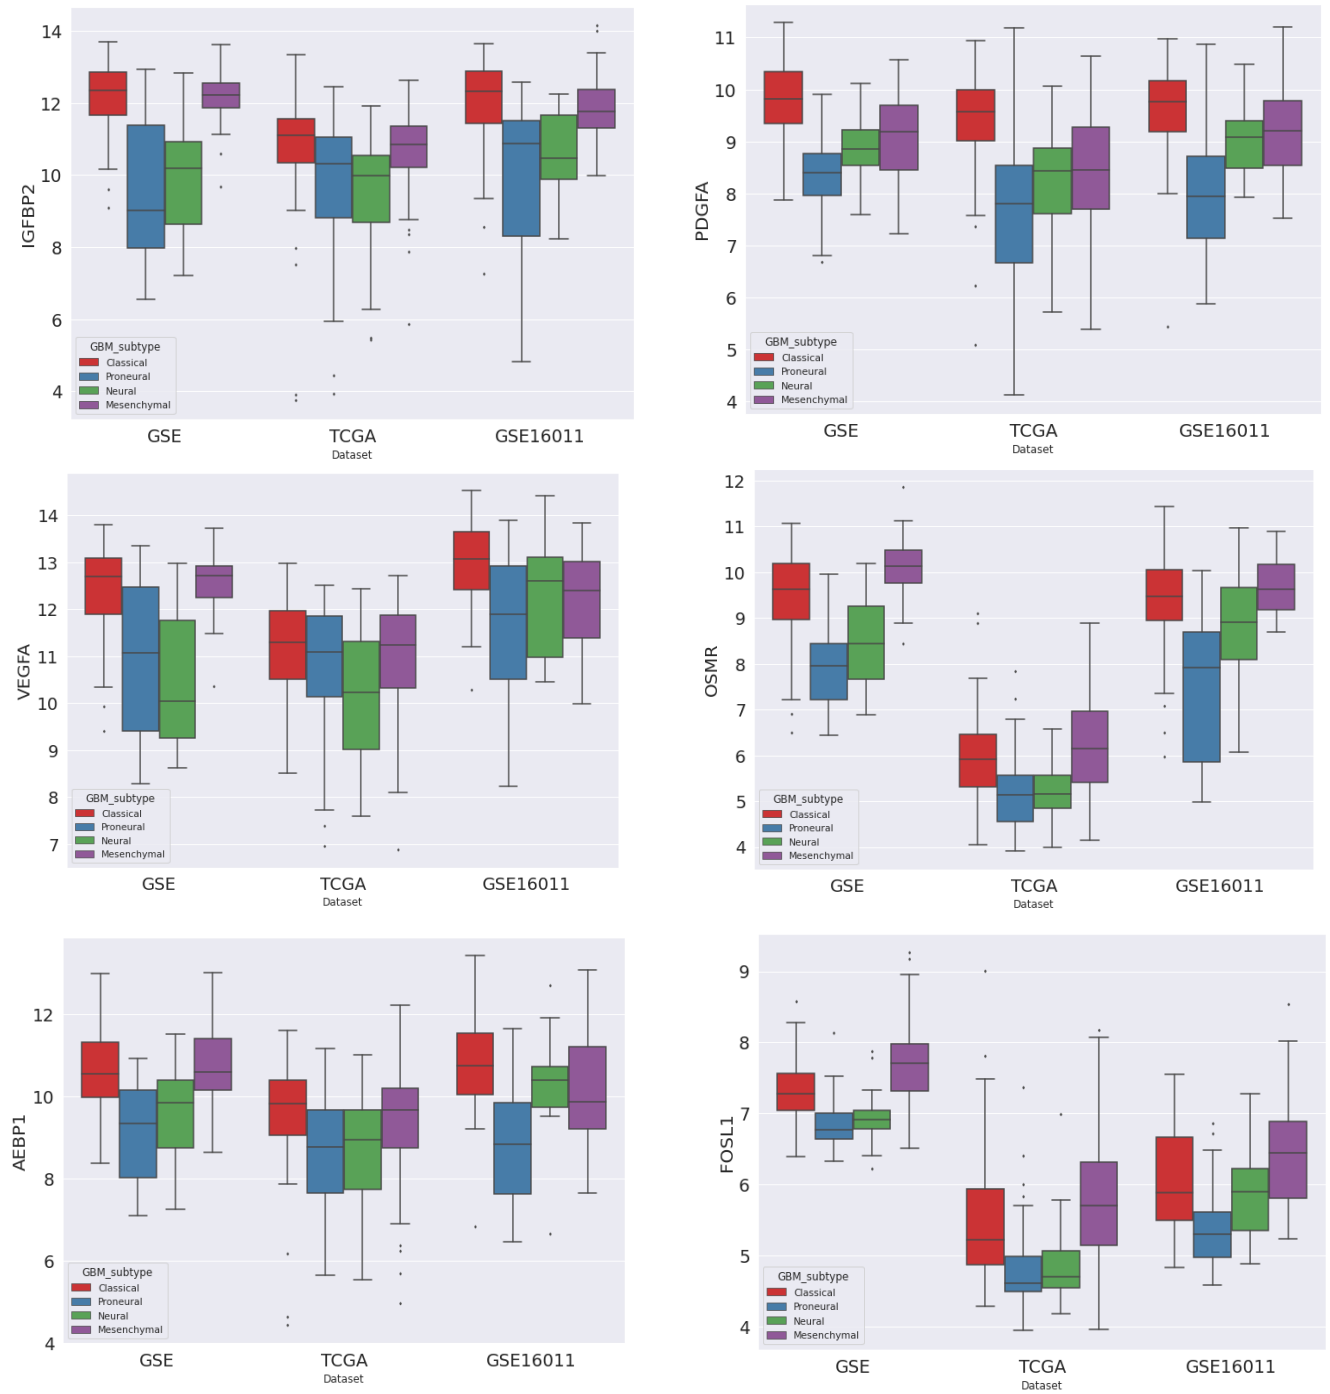 IGFBP2
14
12
10
8
6
4
GBM_subtype
Classical
Proneural
Neural
Mesenchymal
GSE TCGA GSE16011
Dataset
PDGFA
11
10
9
8
7
6
5
4
GBM_subtype
Classical
Proneural
Neural
Mesenchymal
GSE TCGA GSE16011
Dataset
VEGFA
14
13
12
11
10
9
8
7
GBM_subtype
Classical
Proneural
Neural
Mesenchymal
GSE TCGA GSE16011
Dataset
OSMR
12
11
10
9
8
7
6
5
4
GBM_subtype
Classical
Proneural
Neural
Mesenchymal
GSE TCGA GSE16011
Dataset
AEBP1
12
10
8
6
4
GBM_subtype
Classical
Proneural
Neural
Mesenchymal
GSE TCGA GSE16011
Dataset
FOSL1
9
8
7
6
5
4
GBM_subtype
Classical
Proneural
Neural
Mesenchymal
GSE TCGA GSE16011
Dataset